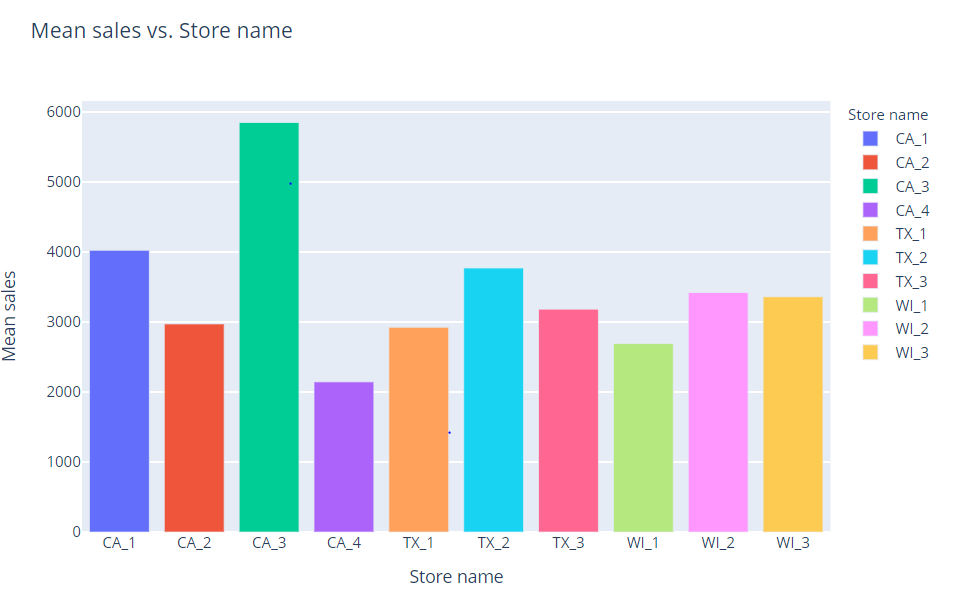 Mean sales vs. Store name
6000
5000
4000
3000
2000
1000
0
Mean sales
CA_1 CA_2 CA_3 CA_4 TX_1 TX_2 TX_3 WI_1 WI_2 WI_3
Store name
Store name
CA_1
CA_2
CA_3
CA_4
TX_1
TX_2
TX_3
WI_1
WI_2
WI_3